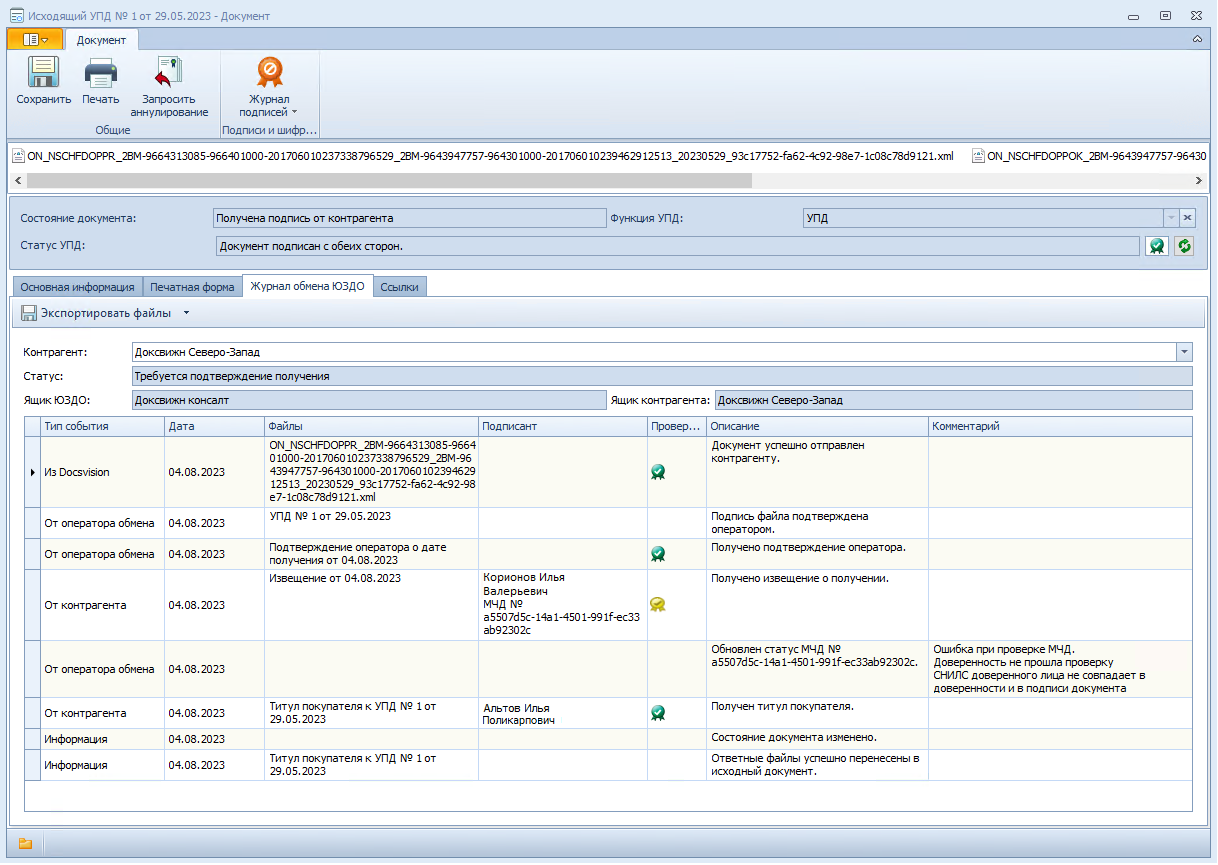 Исходящий УПД № 1 от 29.05.2023 - Документ
Документ
Сохранить
Печать
Запросить
аннулирование
Журнал
подписей
Общие
Подписи и шифр...
ON_NSCHFDOPPR_2BM-9664313085-966401000-201706010237338796529_2BM-9643947757-964301000-201706010239462912513_20230529_93c17752-fa62-4c92-98e7-1c08c78d9121.xml
ON_NSCHFDOPPOK_2BM-9643947757-96430
Состояние документа:
Получена подпись от контрагента
Функция УПД:
УПД
Статус УПД:
Документ подписан с обеих сторон.
Основная информация
Печатная форма
Журнал обмена ЮЗДО
Ссылки
Экспортировать файлы
Контрагент:
Доксвижн Северо-Запад
Статус:
Требуется подтверждение получения
Ящик ЮЗДО:
Доксвижн консалт
Ящик контрагента:
Доксвижн Северо-Запад
Тип события
Дата
Файлы
Подписант
Провер...
Описание
Комментарий
Из Docsvision
04.08.2023
ON_NSCHFDOPPR_2BM-9664313085-9664
01000-201706010237338796529_2BM-96
43947757-964301000-2017060102394629
12513_20230529_93c17752-fa62-4c92-98
e7-1c08c78d9121.xml
Документ успешно отправлен
контрагенту.
От оператора обмена
04.08.2023
УПД № 1 от 29.05.2023
Подпись файла подтверждена
оператором.
От оператора обмена
04.08.2023
Подтверждение оператора о дате
получения от 04.08.2023
Получено подтверждение оператора.
От контрагента
04.08.2023
Извещение от 04.08.2023
Корионов Илья
Валерьевич
МЧД №
a5507d5c-14a1-4501-991f-ec33
ab92302c
Получено извещение о получении.
От оператора обмена
04.08.2023
Обновлен статус МЧД №
a5507d5c-14a1-4501-991f-ec33ab92302c.
Ошибка при проверке МЧД.
Доверенность не прошла проверку
СНИЛС доверенного лица не совпадает в
доверенности и в подписи документа
От контрагента
04.08.2023
Титул покупателя к УПД № 1 от
29.05.2023
Альтов Илья
Поликарпович
Получен титул покупателя.
Информация
04.08.2023
Состояние документа изменено.
Информация
04.08.2023
Титул покупателя к УПД № 1 от
29.05.2023
Ответные файлы успешно перенесены в
исходный документ.